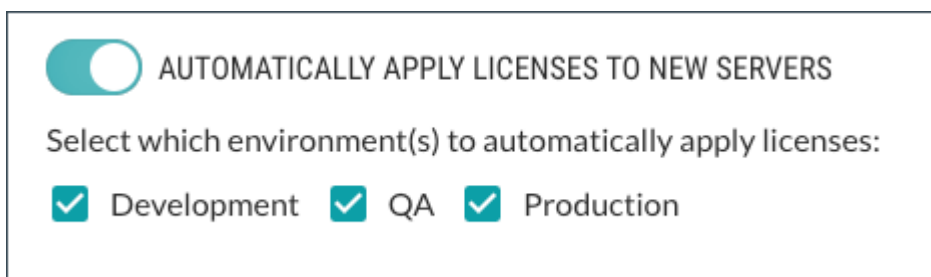 AUTOMATICALLY APPLY LICENSES TO NEW SERVERS
Select which environment(s) to automatically apply licenses:
Development QA Production